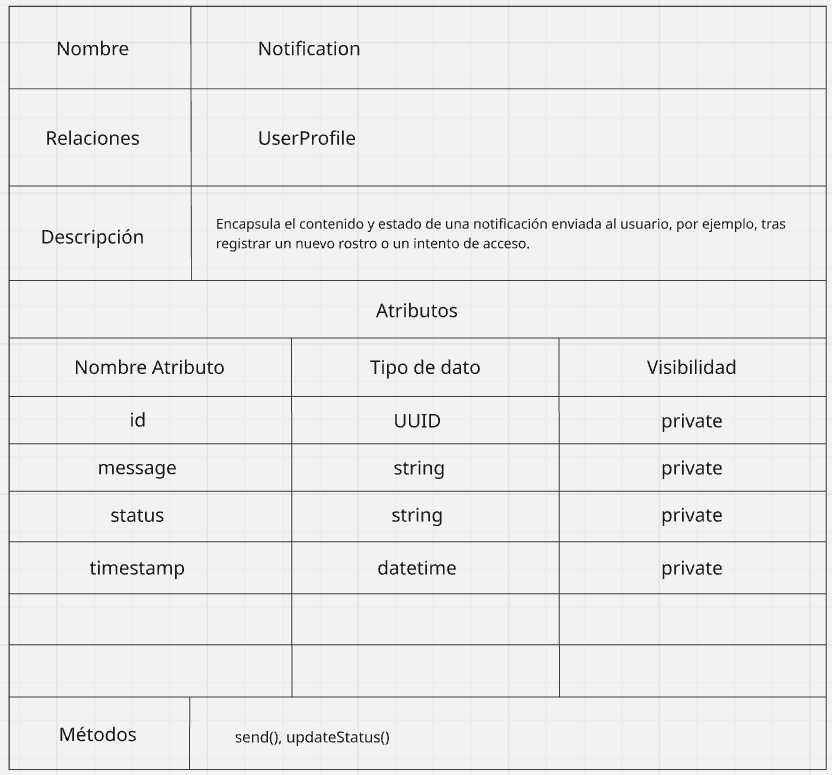 Nombre Notification
Relaciones UserProfile
Descripción Encapsula el contenido y estado de una notificación enviada al usuario, por ejemplo, tras
registrar un nuevo rostro o un intento de acceso.
Atributos
Nombre Atributo Tipo de dato Visibilidad
id UUID private
message string private
status string private
timestamp datetime private
Métodos send(), updateStatus()